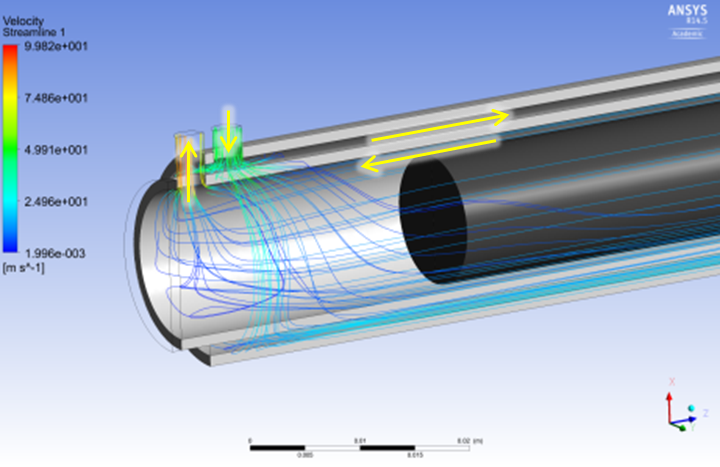 Velocity
Streamline 1
9.982e+001
7.486e+001
4.991e+001
2.496e+001
1.996e-003
[m s^-1]
ANSYS
R14.5
Academic
X
Z
0
0.01
0.02 (m)
0.005
0.015